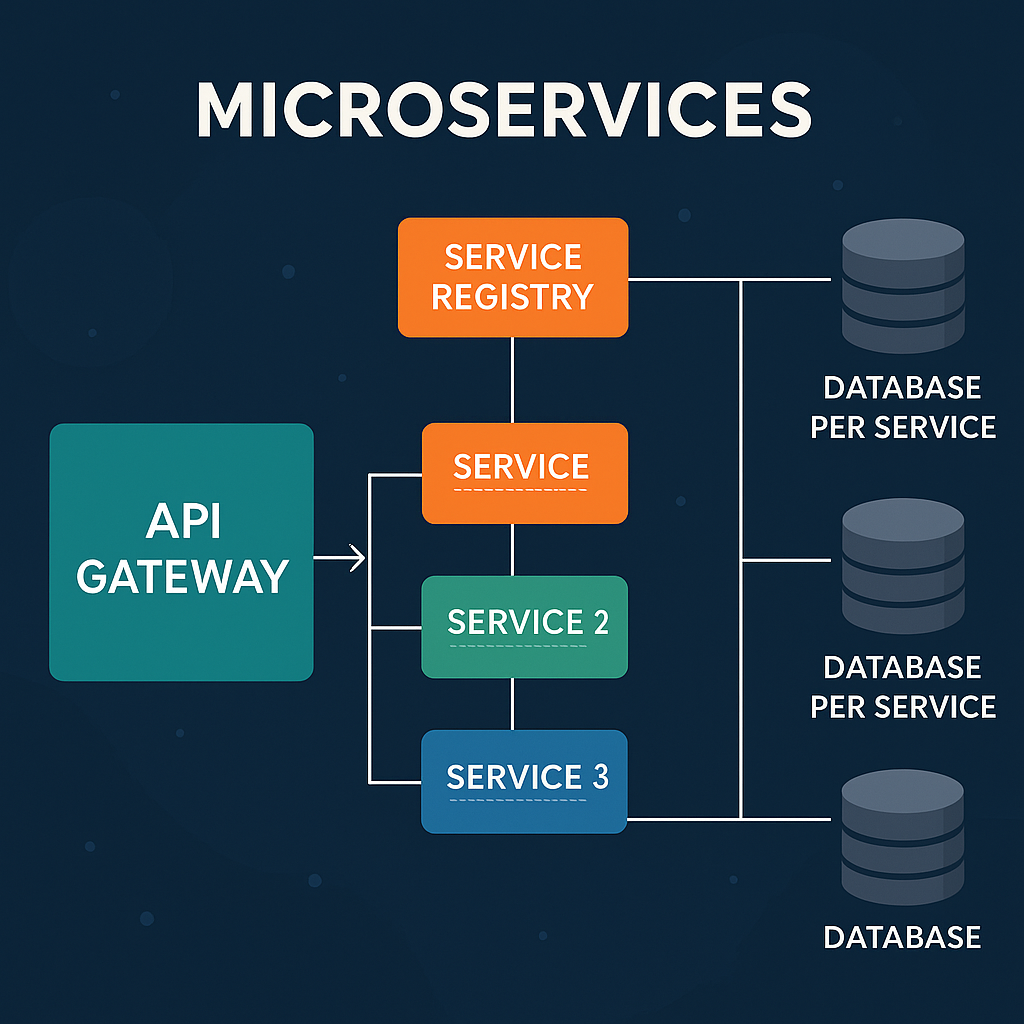 MICROSERVICES
SERVICE
REGISTRY
DATABASE
PER SERVICE
API
GATEWAY
SERVICE
SERVICE 2
SERVICE 3
DATABASE
PER SERVICE
DATABASE